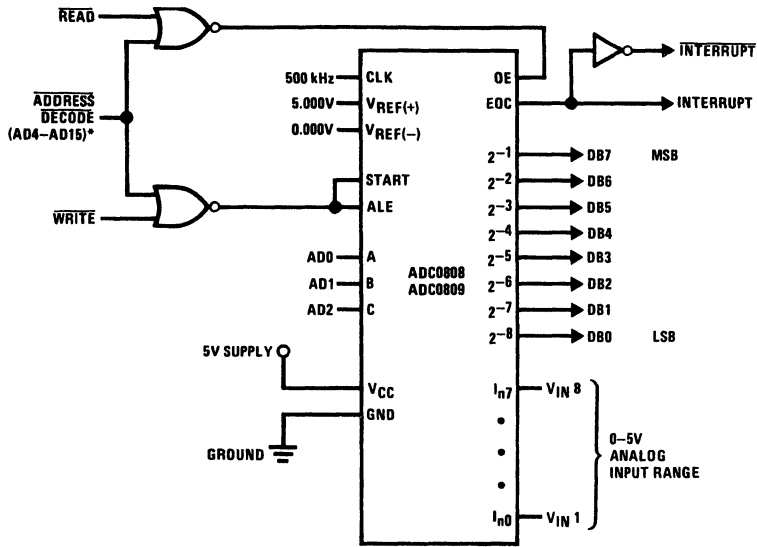 READ
ADDRESS
DECODE
(AD4–AD15)*
WRITE
500 kHz
5.000V
0.000V
AD0
AD1
AD2
5V SUPPLY
GROUND
CLK
VREF(+)
VREF(−)
START
ALE
A
B
C
VCC
GND
ADC0808
ADC0809
OE
EOC
2−1
2−2
2−3
2−4
2−5
2−6
2−7
2−8
In7
In0
INTERRUPT
INTERRUPT
DB7 MSB
DB6
DB5
DB4
DB3
DB2
DB1
DB0 LSB
VIN 8
VIN 1
0–5V
ANALOG
INPUT RANGE